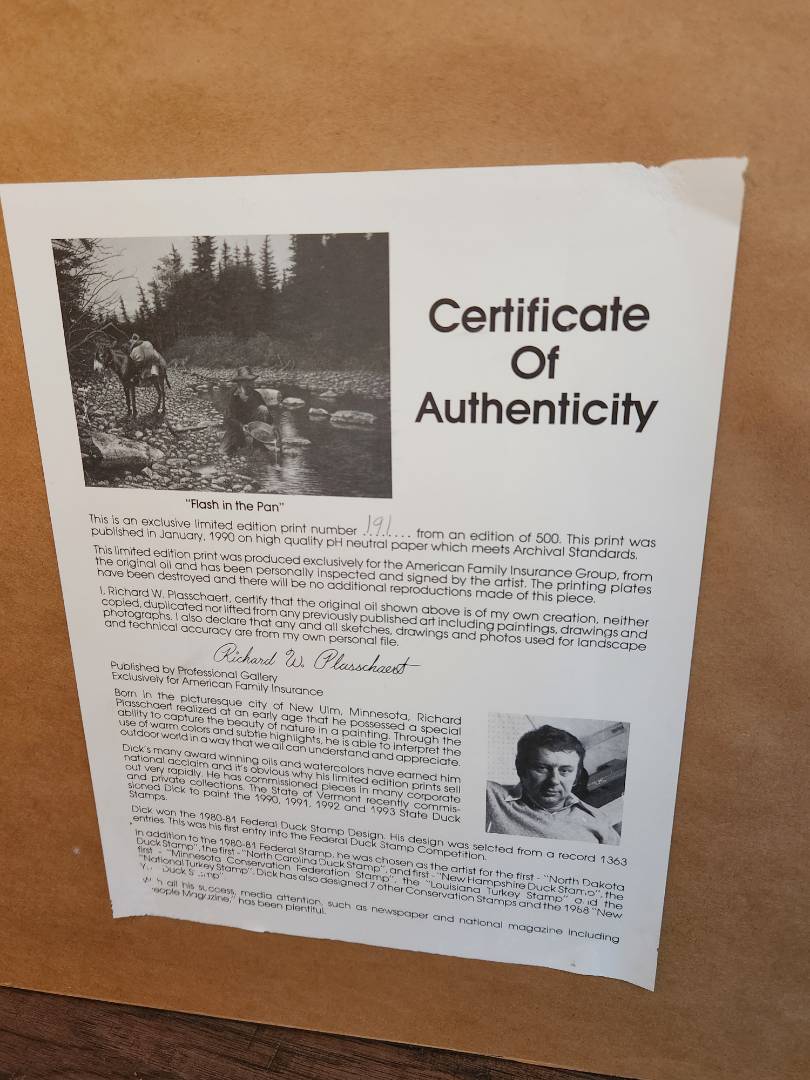 Certificate
Of
Authenticity
"Flash in the Pan"
This is an exclusive limited edition print number ..191.... from an edition of 500. This print was
published in January, 1990 on high quality pH neutral paper which meets Archival Standards.
This limited edition print was produced exclusively for the American Family Insurance Group, from
the original oil and has been personally inspected and signed by the artist. The printing plates
have been destroyed and there will be no additional reproductions made of this piece.
I, Richard W. Plasschaert, certify that the original oil shown above is of my own creation, neither
copied, duplicated nor lifted from any previously published art including paintings, drawings and
photographs. I also declare that any and all sketches, drawings and photos used for landscape
and technical accuracy are from my own personal file.
Richard W. Plasschaert
Published by Professional Gallery
Exclusively for American Family Insurance
Born in the picturesque city of New Ulm, Minnesota, Richard
Plasschaert realized at an early age that he possessed a special
ability to capture the beauty of nature in a painting. Through the
use of warm colors and subtle highlights, he is able to interpret the
outdoor world in a way that we all can understand and appreciate.
Dick's many award winning oils and watercolors have earned him
national acclaim and it's obvious why his limited edition prints sell
out very rapidly. He has commissioned pieces in many corporate
and private collections. The State of Vermont recently commis-
sioned Dick to paint the 1990, 1991, 1992 and 1993 State Duck
Stamps.
Dick won the 1980-81 Federal Duck Stamp Design. His design was selcted from a record 1363
entries. This was his first entry into the Federal Duck Stamp Competition.
In addition to the 1980-81 Federal Stamp, he was chosen as the artist for the first - "North Dakota
Duck Stamp", the first - "North Carolina Duck Stamp", and first - "New Hampshire Duck Stamp", the
first - "Minnesota Conservation Federation Stamp", the "Louisiana Turkey Stamp" and the
"National Turkey Stamp". Dick has also designed 7 other Conservation Stamps and the 1988 "New
Duck Stamp".
With all his success, media attention, such as newspaper and national magazine including
"People Magazine," has been plentiful.